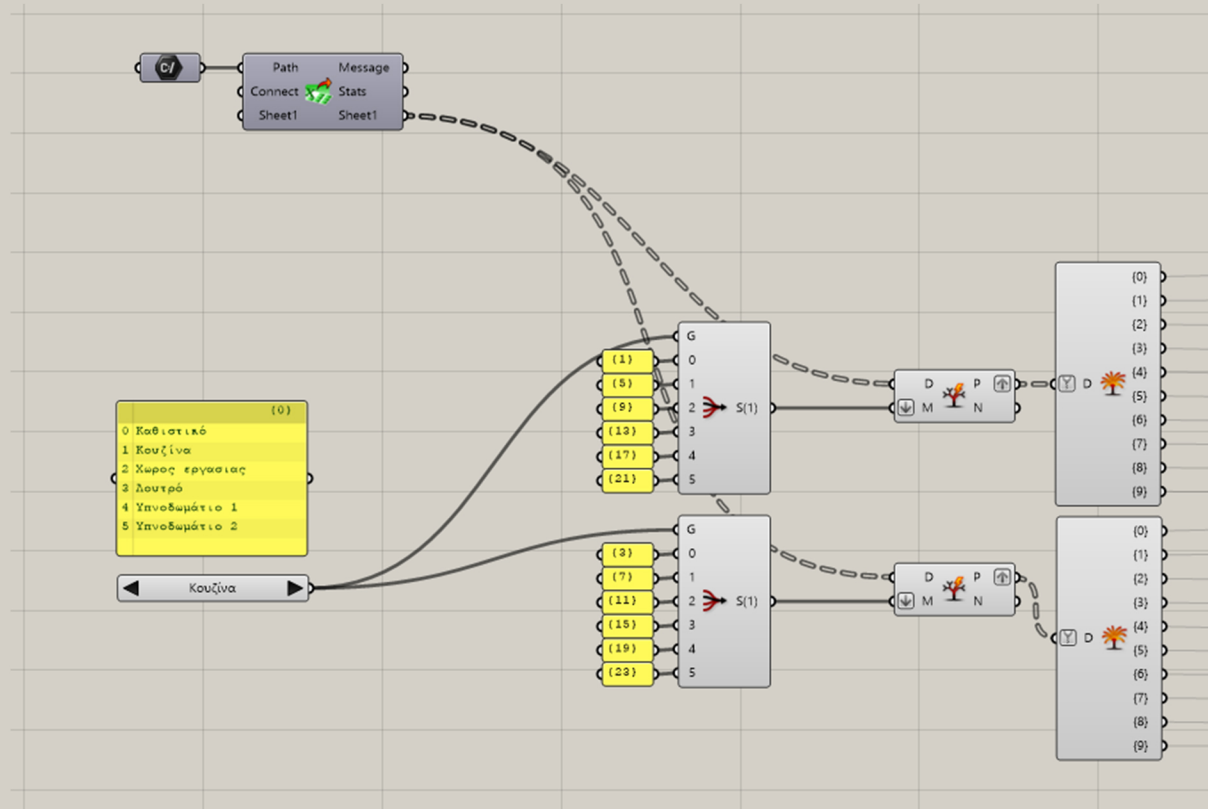 C/
Path Message
Connect Stats
Sheet1 Sheet1
{0}
0 Καθιστικό
1 Κουζίνα
2 Χωρος εργασιας
3 Λουτρό
4 Υπνοδωμάτιο 1
5 Υπνοδωμάτιο 2
Κουζίνα
G
{1} 0
{5} 1
{9} 2 S(1)
{13} 3
{17} 4
{21} 5
D P
M N
D
{0}
{1}
{2}
{3}
{4}
{5}
{6}
{7}
{8}
{9}
G
{3} 0
{7} 1
{11} 2 S(1)
{15} 3
{19} 4
{23} 5
D P
M N
D
{0}
{1}
{2}
{3}
{4}
{5}
{6}
{7}
{8}
{9}